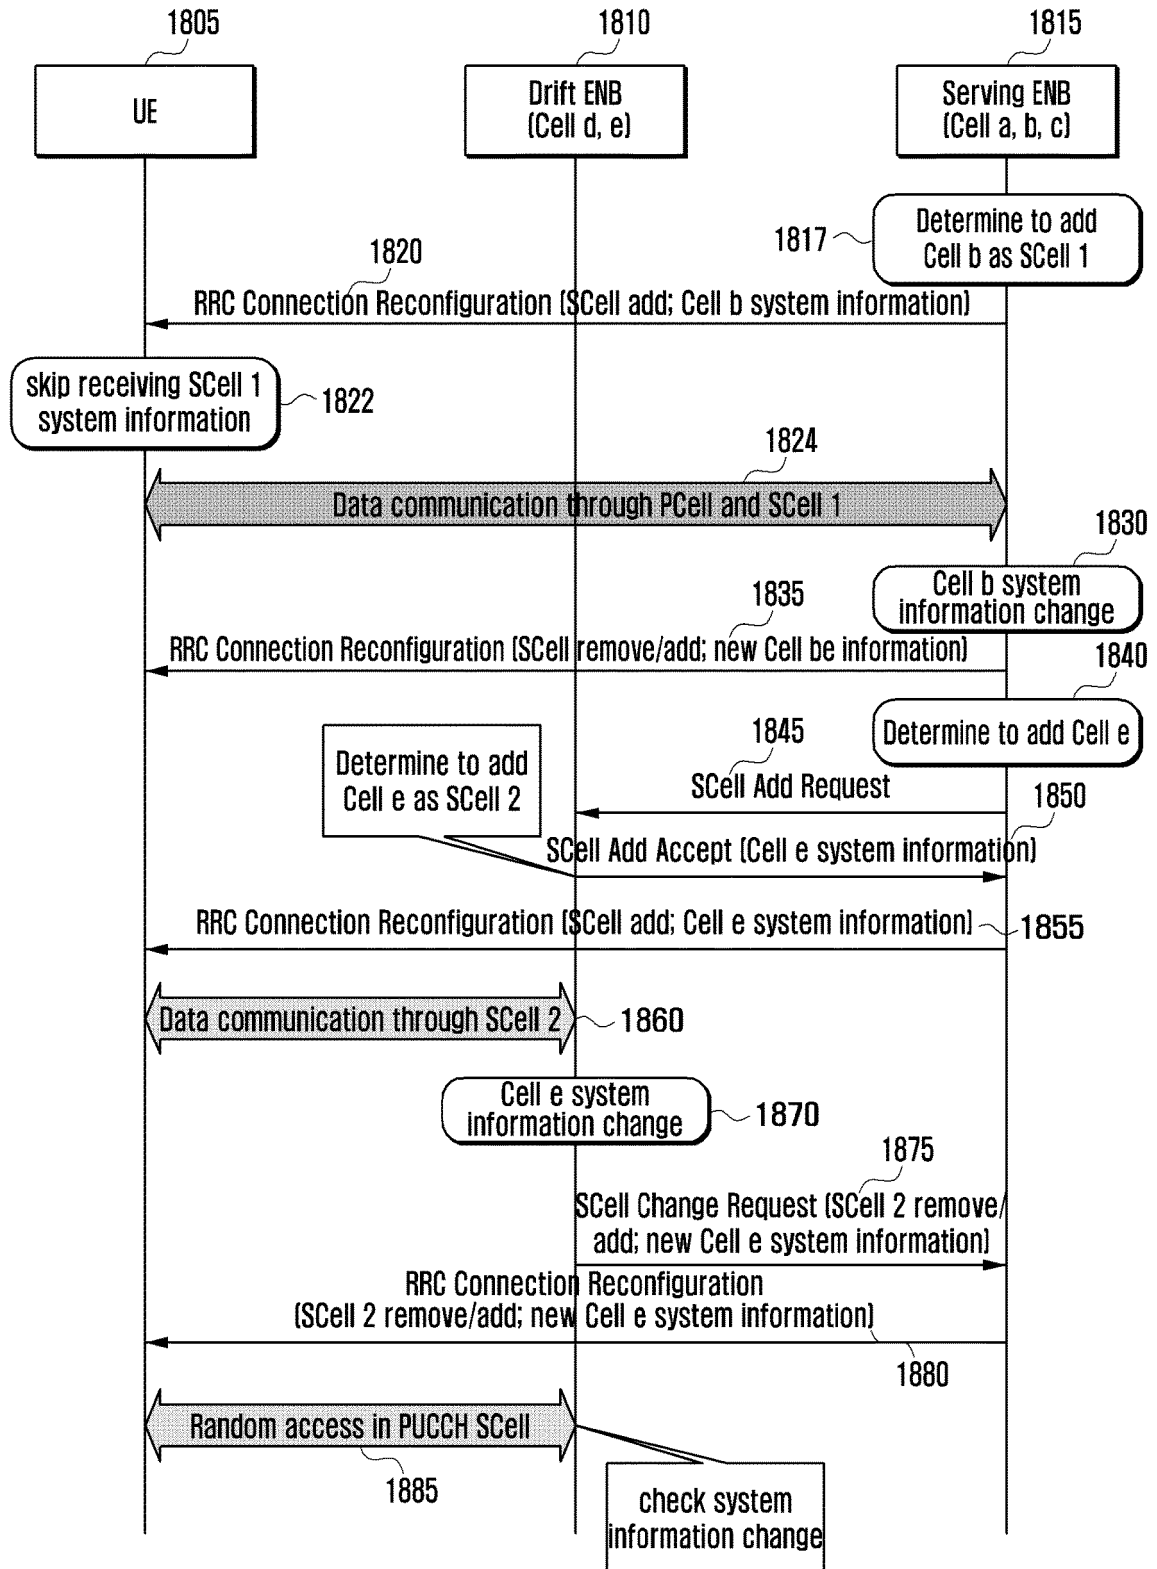 1805
1810
1815
UE
Drift ENB
(Cell d, e)
Serving ENB
(Cell a, b, c)
Determine to add
Cell b as SCell 1
1817
1820
RRC Connection Reconfiguration (SCell add; Cell b system information)
skip receiving SCell 1
system information
1822
1824
Data communication through PCell and SCell 1
1830
Cell b system
information change
1835
RRC Connection Reconfiguration (SCell remove/add; new Cell be information)
1840
Determine to add Cell e
1845
Determine to add
Cell e as SCell 2
SCell Add Request
1850
SCell Add Accept (Cell e system information)
RRC Connection Reconfiguration (SCell add; Cell e system information)
1855
Data communication through SCell 2
1860
Cell e system
information change
1870
1875
SCell Change Request (SCell 2 remove/
add; new Cell e system information)
RRC Connection Reconfiguration
(SCell 2 remove/add; new Cell e system information)
1880
Random access in PUCCH SCell
1885
check system
information change